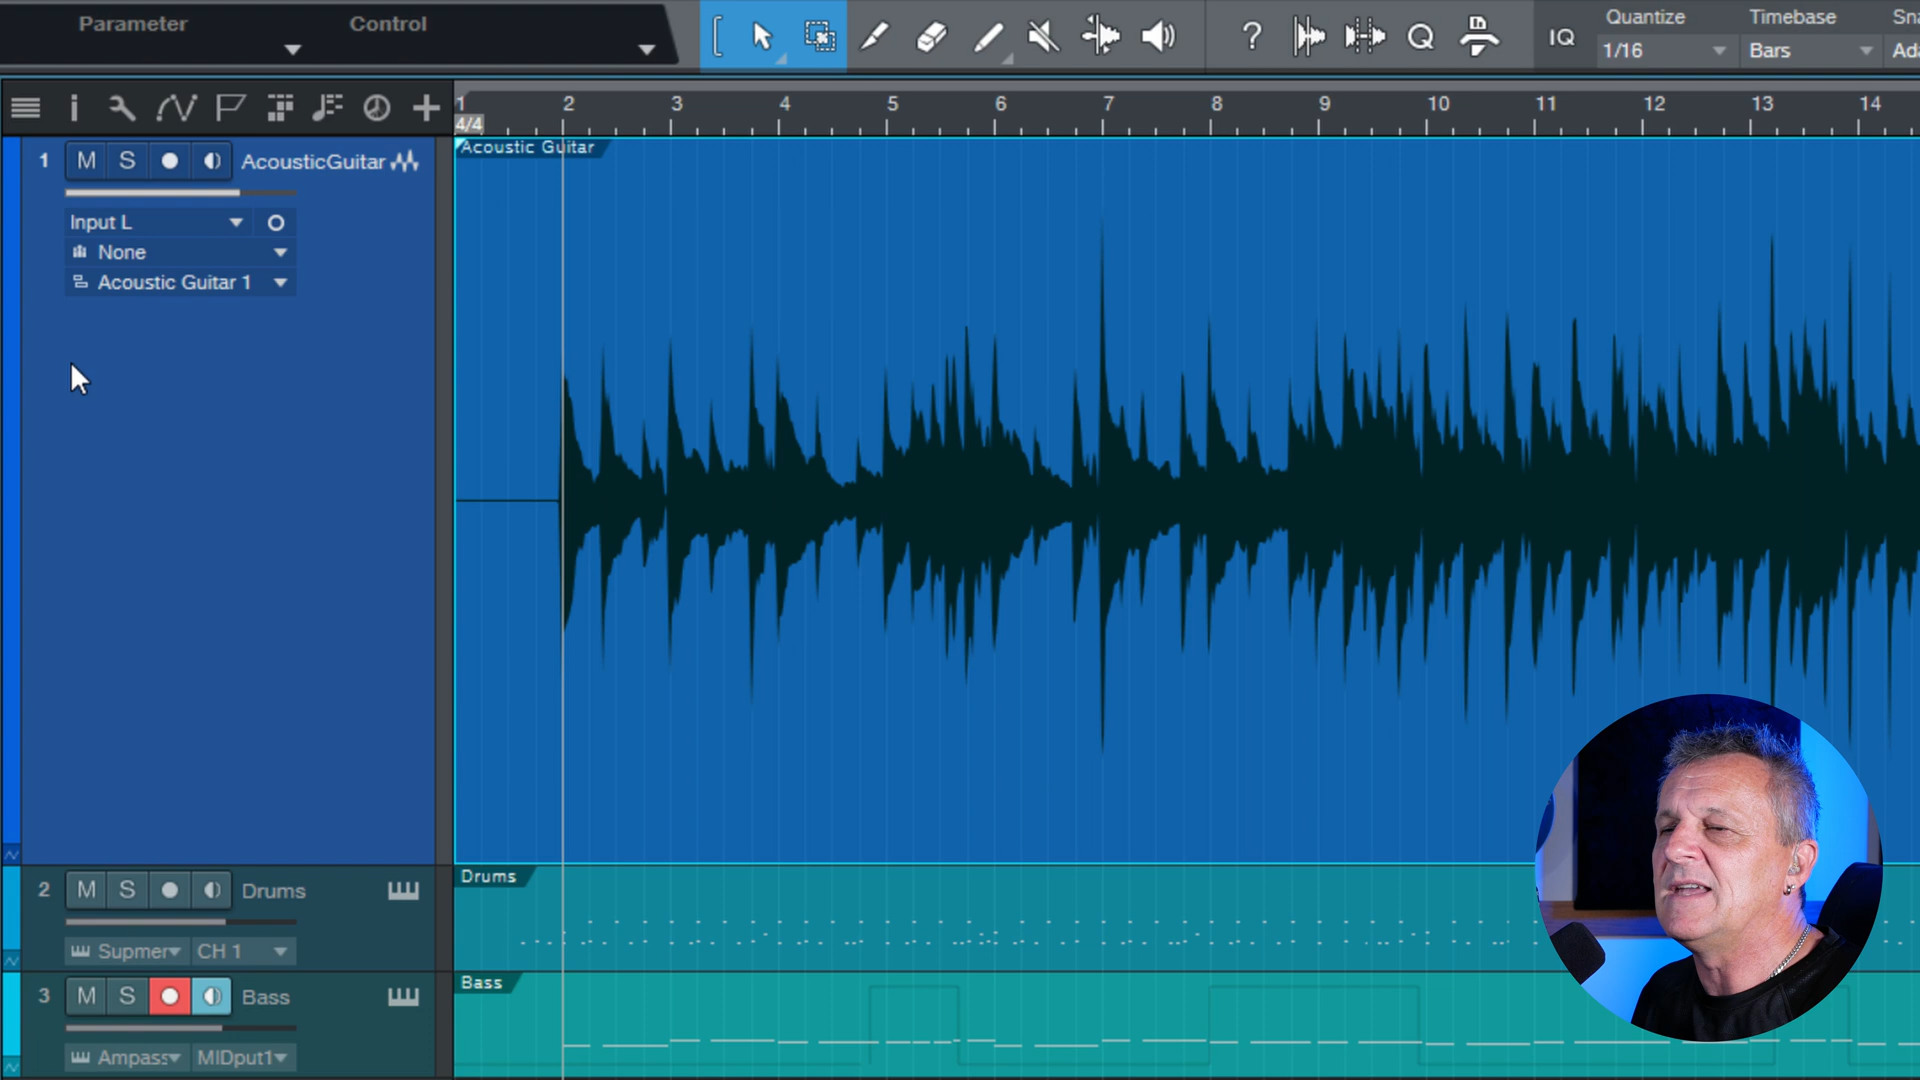 Parameter
Control
Quantize
Timebase
Sn
1/16
Bars
Ada
IQ
1 2 3 4 5 6 7 8 9 10 11 12 13 14
4/4
1 M S AcousticGuitar
Acoustic Guitar
Input L
None
Acoustic Guitar 1
2 M S Drums
Drums
Supmer
CH 1
3 M S Bass
Bass
Ampass
MIDput1